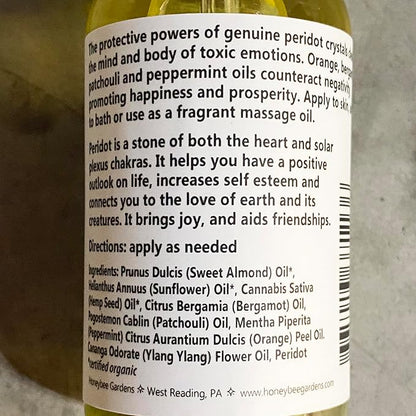 The protective powers of genuine peridot crystals
the mind and body of toxic emotions. Orange,
patchouli and peppermint oils counteract
promoting happiness and prosperity. Apply to
to bath or use as a fragrant massage oil.
Peridot is a stone of both the heart and solar
plexus chakras. It helps you have a positive
outlook on life, increases self esteem and
connects you to the love of earth and its
creatures. It brings joy, and aids friendships.
Directions: apply as needed
Ingredients: Prunus Dulcis (Sweet Almond) Oil*,
Helianthus Annuus (Sunflower) Oil*, Cannabis Sativa
(Hemp Seed) Oil*, Citrus Bergamia (Bergamot) Oil,
Pogostemon Cablin (Patchouli) Oil, Mentha Piperita
(Peppermint) Citrus Aurantium Dulcis (Orange) Peel Oil.
Cananga Odorate (Ylang Ylang) Flower Oil, Peridot
*certified organic
Honeybee Gardens ✧ West Reading, PA ✧ www.honeybeegardens.com